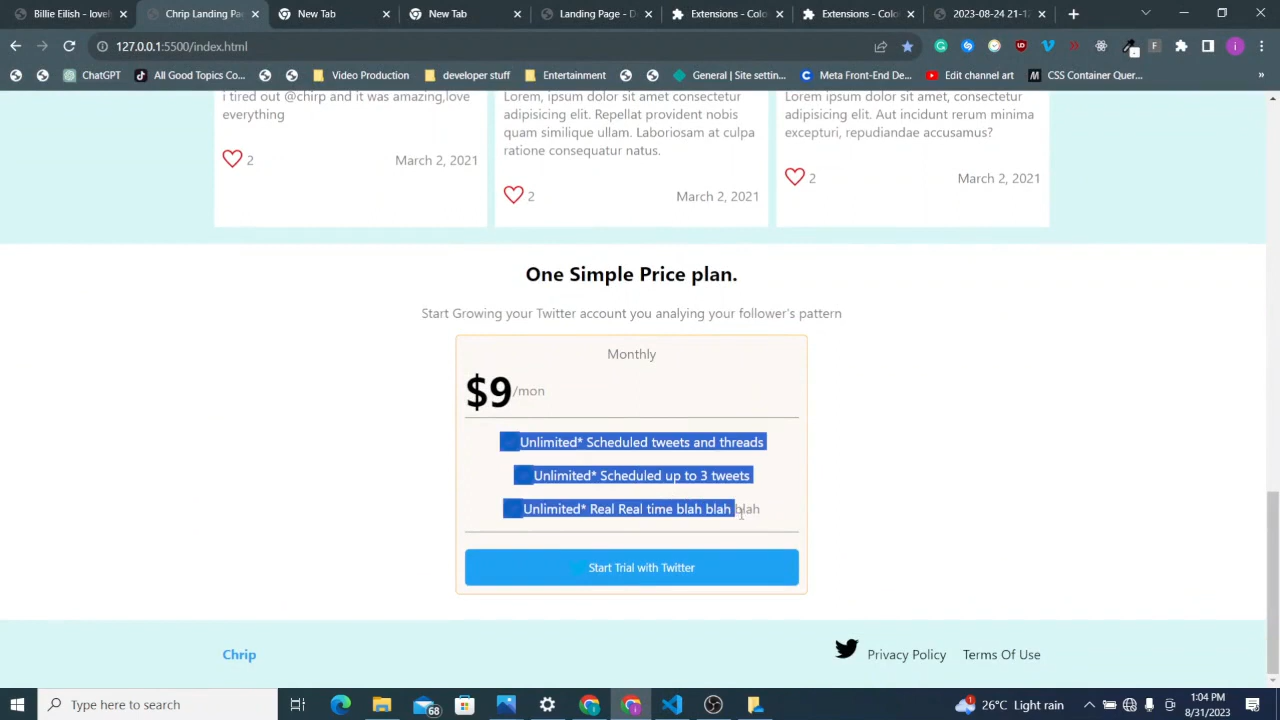 Billie Eilish - lovel
Chrip Landing Pa
New Tab
New Tab
Landing Page - D
Extensions - Colo
Extensions - Colo
2023-08-24 21-17
127.0.0.1:5500/index.html
ChatGPT
All Good Topics Co...
Video Production
developer stuff
Entertainment
General | Site settin...
Meta Front-End De...
Edit channel art
CSS Container Quer...
»
i tired out @chirp and it was amazing,love
everything
2
March 2, 2021
Lorem, ipsum dolor sit amet consectetur
adipisicing elit. Repellat provident nobis
quam similique ullam. Laboriosam at culpa
ratione consequatur natus.
2
March 2, 2021
Lorem ipsum dolor sit amet, consectetur
adipisicing elit. Aut incidunt rerum minima
excepturi, repudiandae accusamus?
2
March 2, 2021
One Simple Price plan.
Start Growing your Twitter account you analying your follower's pattern
Monthly
$9/mon
Unlimited* Scheduled tweets and threads
Unlimited* Scheduled up to 3 tweets
Unlimited* Real Real time blah blah blah
Start Trial with Twitter
Chrip
Privacy Policy
Terms Of Use
Type here to search
68
1
26°C Light rain
1:04 PM
8/31/2023